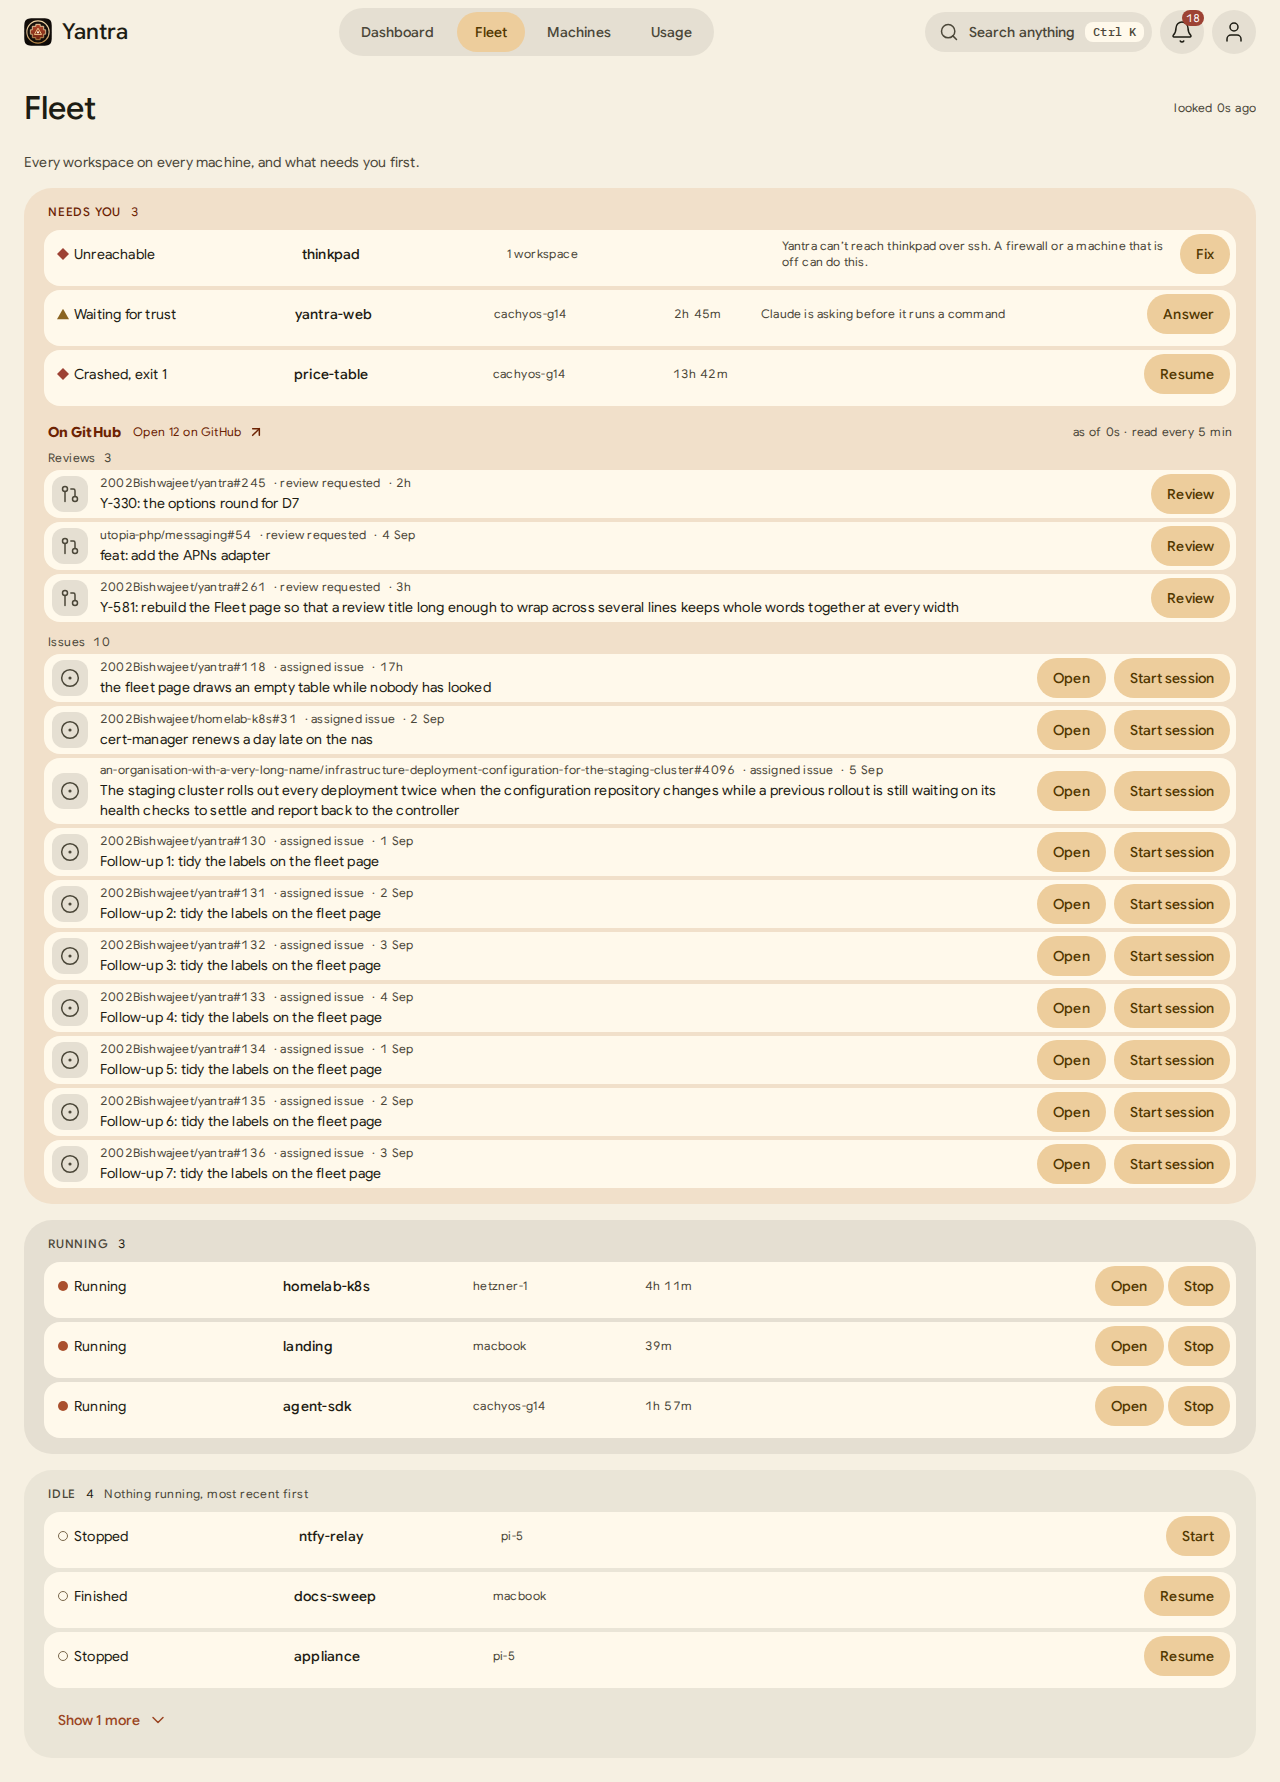 Yantra
Dashboard Fleet Machines Usage
Search anything Ctrl K 18
Fleet
looked 0s ago
Every workspace on every machine, and what needs you first.
NEEDS YOU 3
Unreachable thinkpad 1 workspace Yantra can't reach thinkpad over ssh. A firewall or a machine that is
off can do this.
Fix
Waiting for trust yantra-web cachyos-g14 2h 45m Claude is asking before it runs a command Answer
Crashed, exit 1 price-table cachyos-g14 13h 42m Resume
On GitHub Open 12 on GitHub as of 0s · read every 5 min
Reviews 3
2002Bishwajeet/yantra#245 · review requested · 2h
Y-330: the options round for D7
Review
utopia-php/messaging#54 · review requested · 4 Sep
feat: add the APNs adapter
Review
2002Bishwajeet/yantra#261 · review requested · 3h
Y-581: rebuild the Fleet page so that a review title long enough to wrap across several lines keeps whole words together at every width
Review
Issues 10
2002Bishwajeet/yantra#118 · assigned issue · 17h
the fleet page draws an empty table while nobody has looked
Open Start session
2002Bishwajeet/homelab-k8s#31 · assigned issue · 2 Sep
cert-manager renews a day late on the nas
Open Start session
an-organisation-with-a-very-long-name/infrastructure-deployment-configuration-for-the-staging-cluster#4096 · assigned issue · 5 Sep
The staging cluster rolls out every deployment twice when the configuration repository changes while a previous rollout is still waiting on its
health checks to settle and report back to the controller
Open Start session
2002Bishwajeet/yantra#130 · assigned issue · 1 Sep
Follow-up 1: tidy the labels on the fleet page
Open Start session
2002Bishwajeet/yantra#131 · assigned issue · 2 Sep
Follow-up 2: tidy the labels on the fleet page
Open Start session
2002Bishwajeet/yantra#132 · assigned issue · 3 Sep
Follow-up 3: tidy the labels on the fleet page
Open Start session
2002Bishwajeet/yantra#133 · assigned issue · 4 Sep
Follow-up 4: tidy the labels on the fleet page
Open Start session
2002Bishwajeet/yantra#134 · assigned issue · 1 Sep
Follow-up 5: tidy the labels on the fleet page
Open Start session
2002Bishwajeet/yantra#135 · assigned issue · 2 Sep
Follow-up 6: tidy the labels on the fleet page
Open Start session
2002Bishwajeet/yantra#136 · assigned issue · 3 Sep
Follow-up 7: tidy the labels on the fleet page
Open Start session
RUNNING 3
Running homelab-k8s hetzner-1 4h 11m Open Stop
Running landing macbook 39m Open Stop
Running agent-sdk cachyos-g14 1h 57m Open Stop
IDLE 4 Nothing running, most recent first
Stopped ntfy-relay pi-5 Start
Finished docs-sweep macbook Resume
Stopped appliance pi-5 Resume
Show 1 more